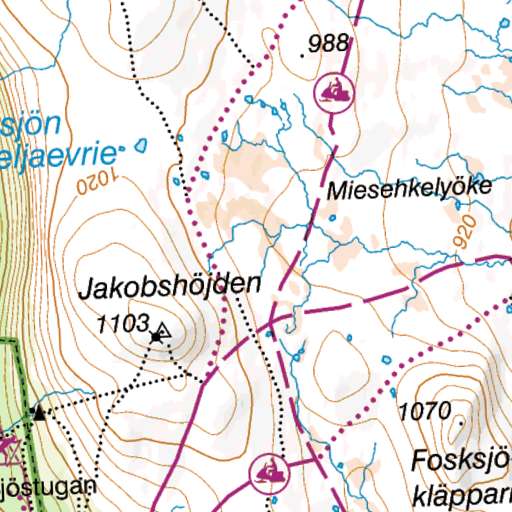 988
sjön
eljaevrie
1020
Miesehkelyöke
920
Jakobshöjden
1103
1070
Fosksjö
kläppar
jöstugan